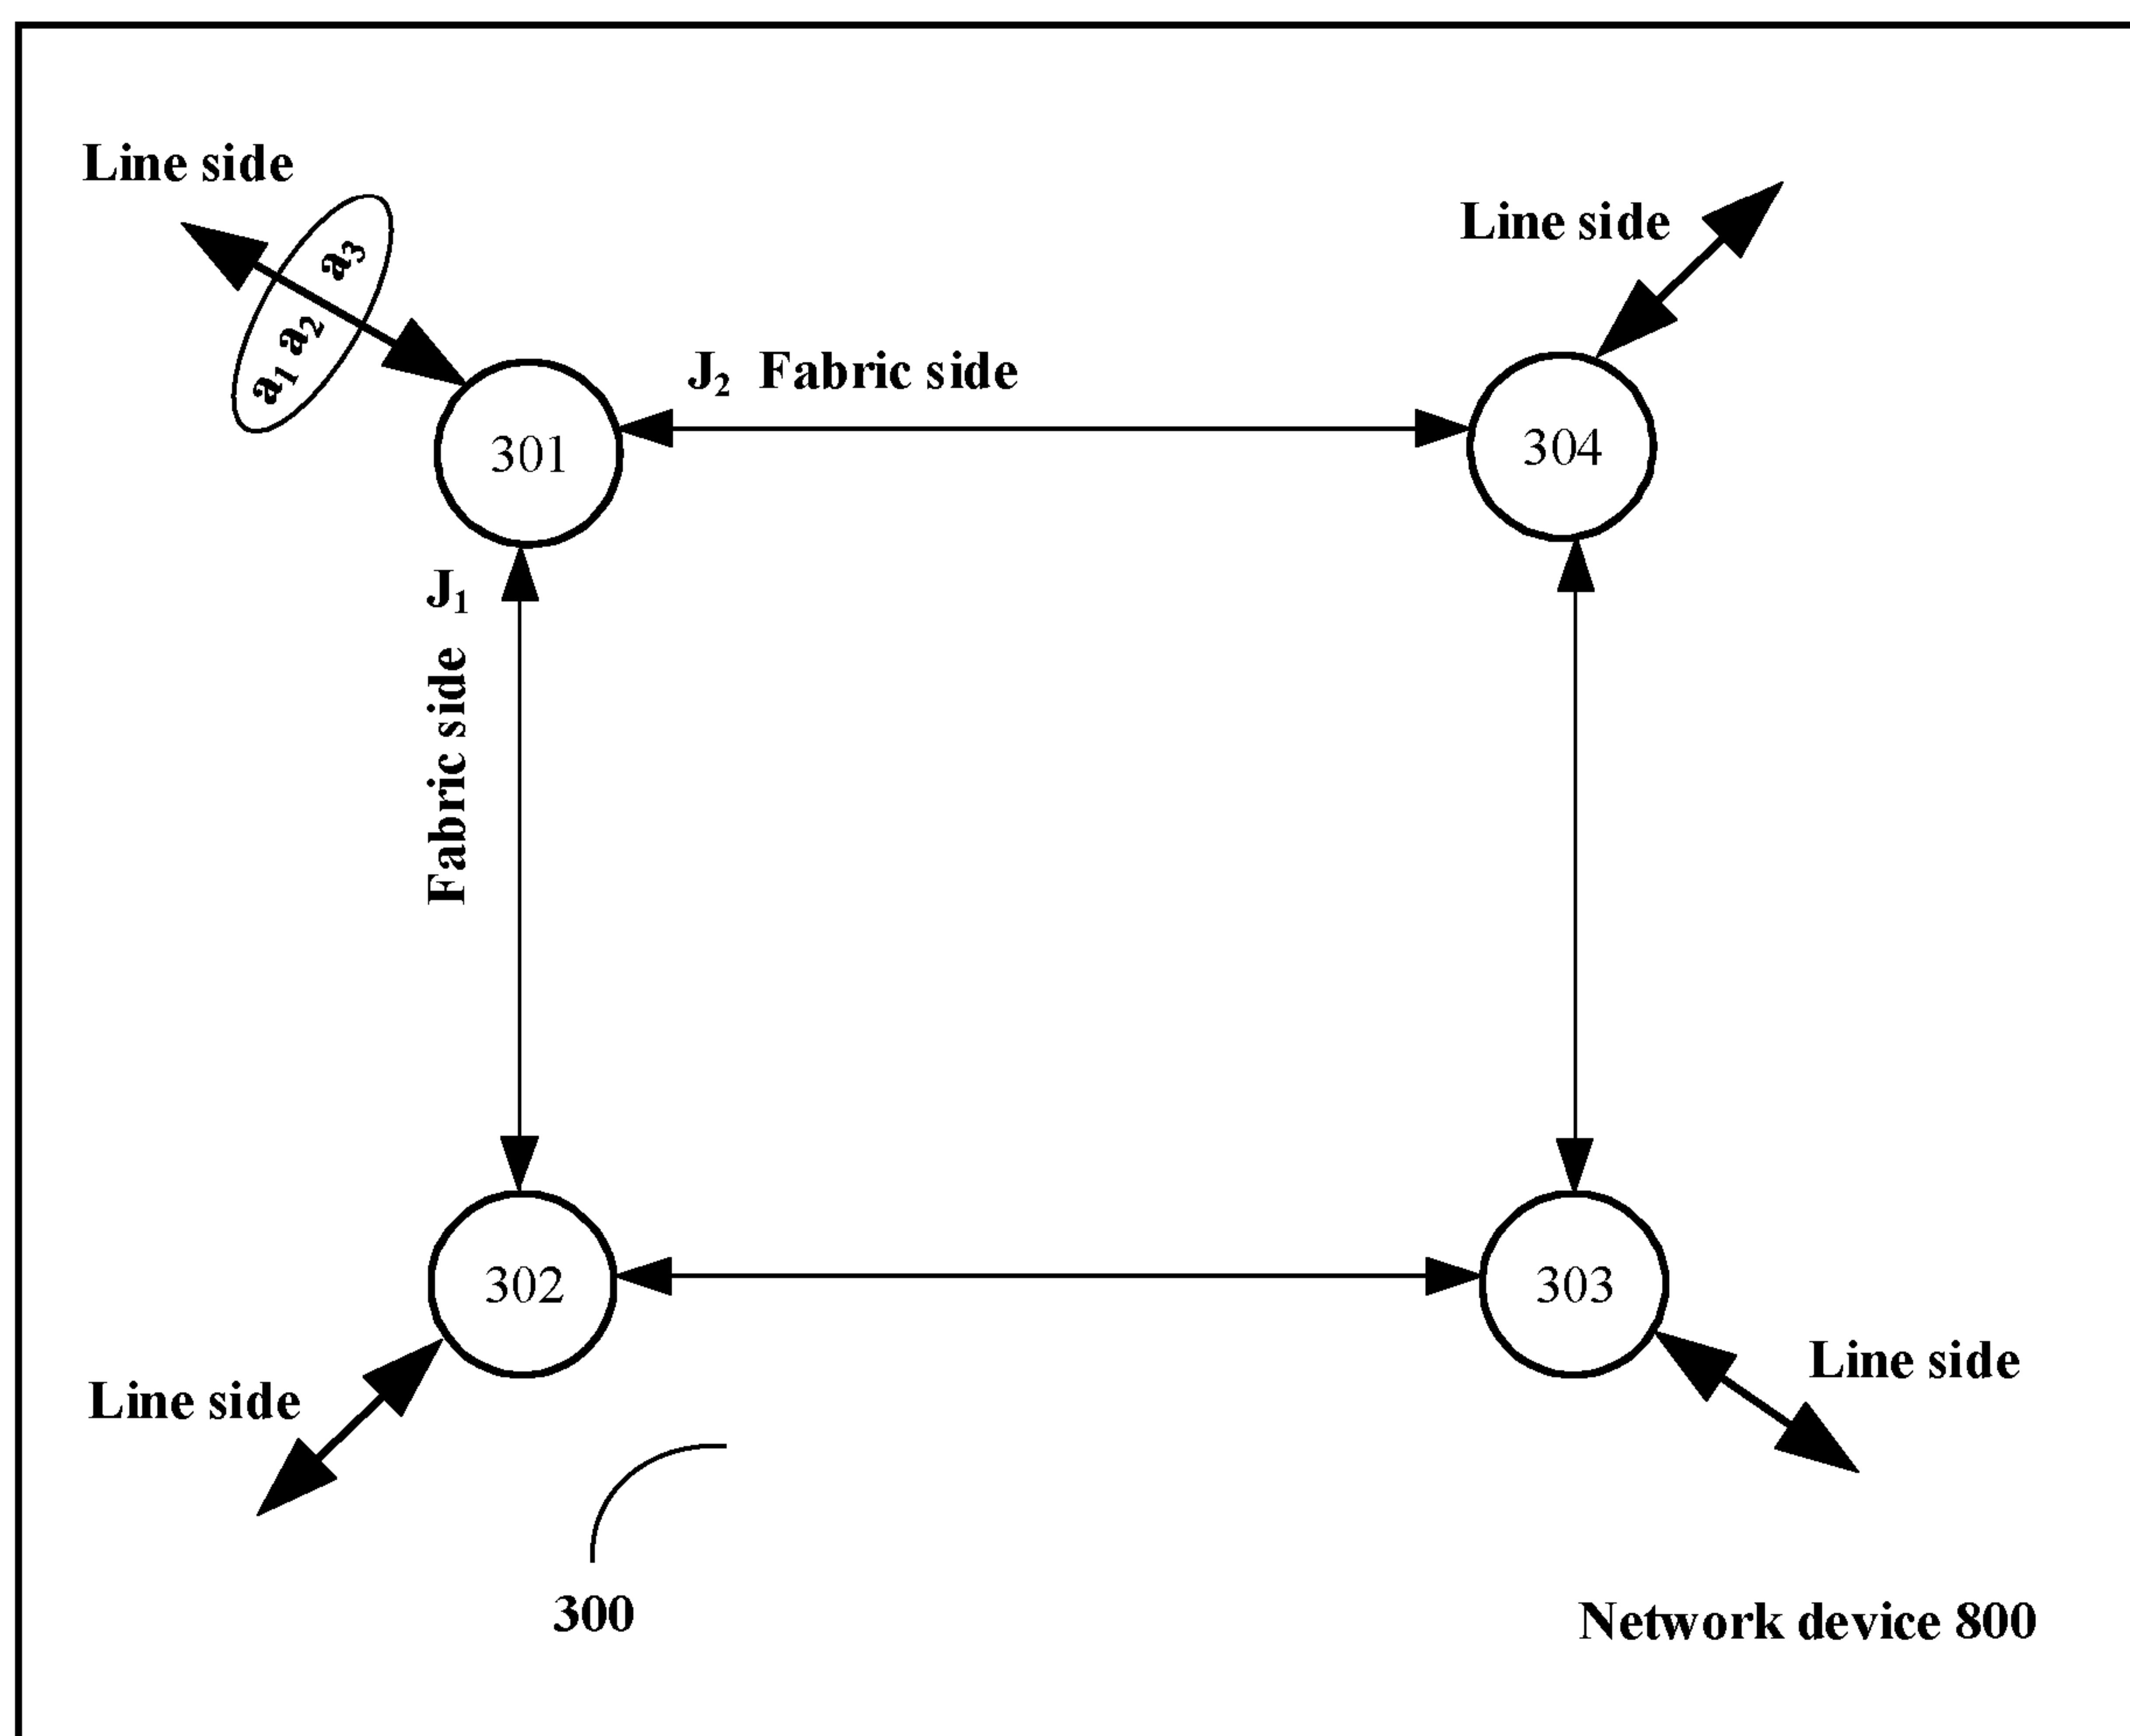 Line side
Line side
a₁ a₂ a₃
J₂ Fabric side
301
304
J₁
Fabric side
302
303
Line side
Line side
300
Network device 800